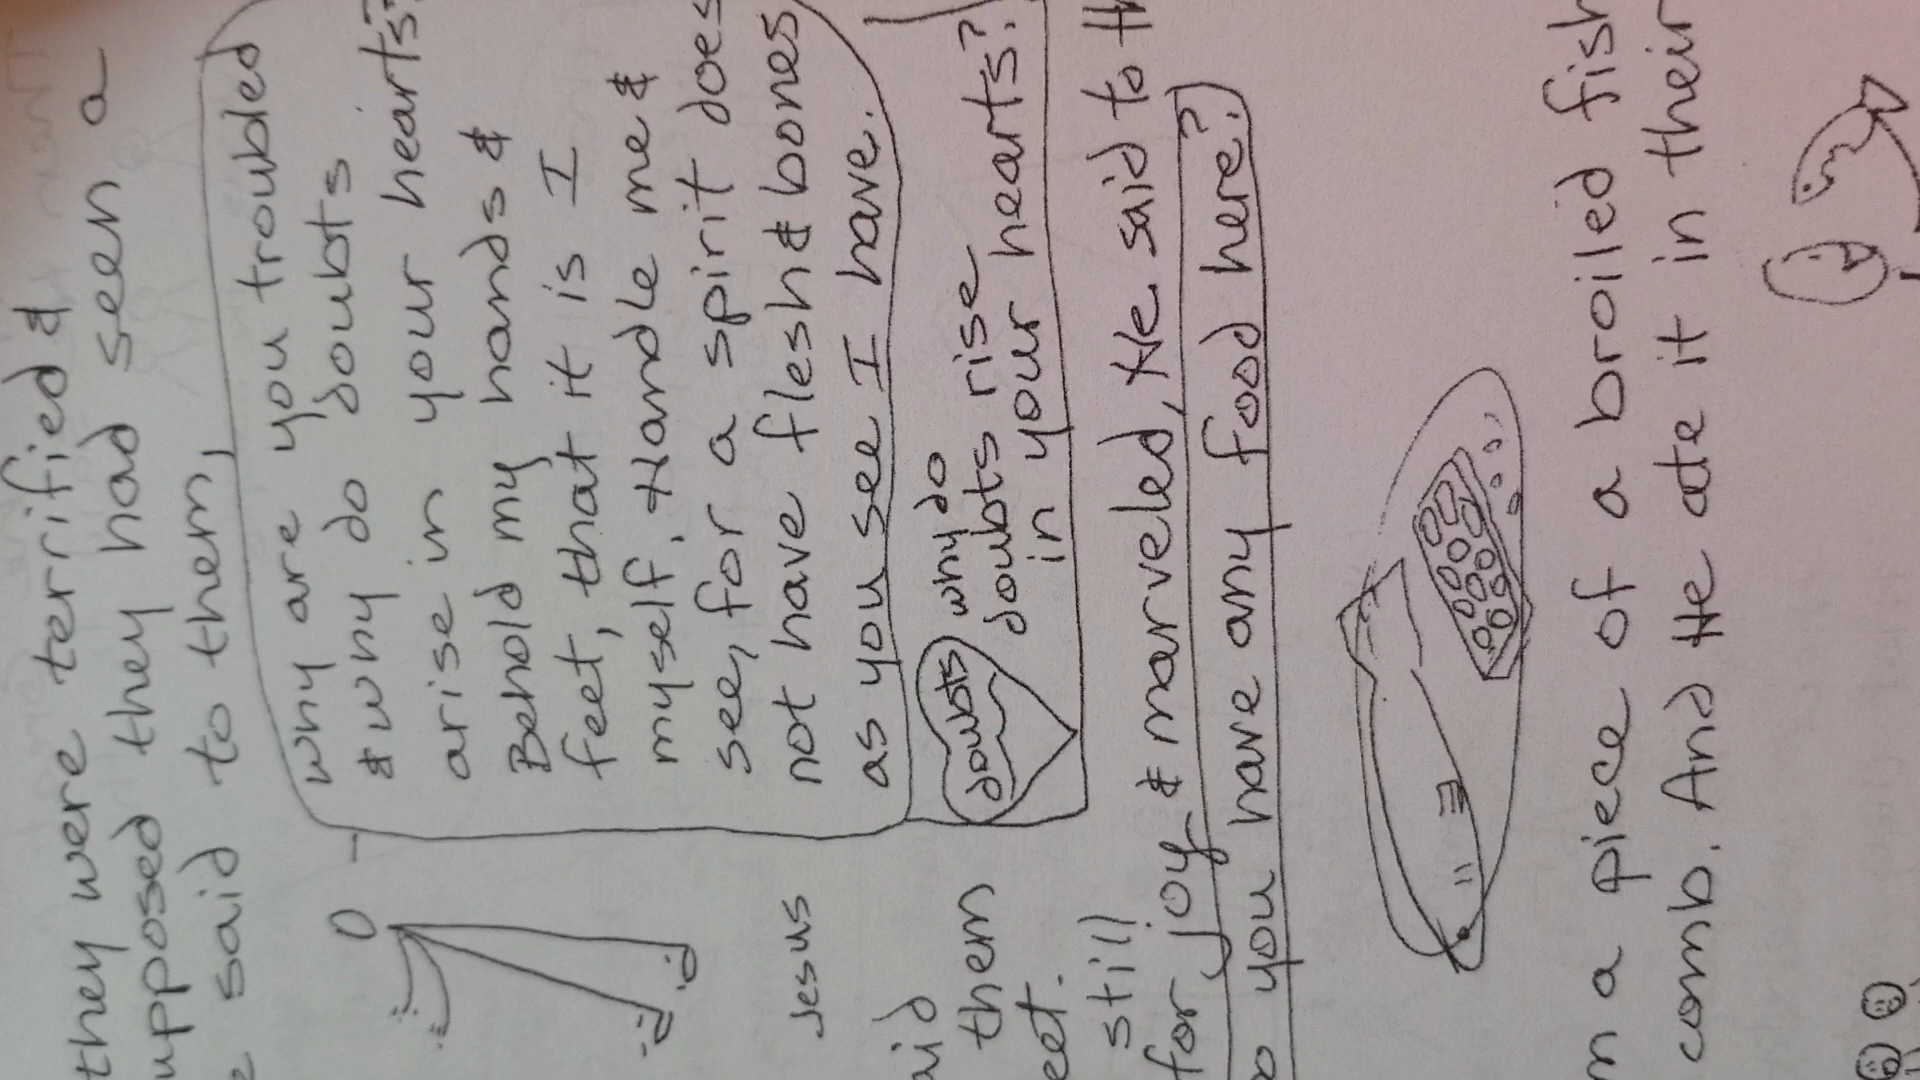 they were terrified &
upposed they had seen a
e said to them,
why are you troubled
& why do doubts
arise in your hearts?
Behold my hands &
feet, that it is I
myself. Handle me &
see, for a spirit does
not have flesh & bones
as you see I have.
Jesus
doubts
why do
doubts rise
in your hearts?
aid
them
eet.
still
for joy & marveled, He said to th
o you have any food here?
m a piece of a broiled fish
comb. And He ate it in their